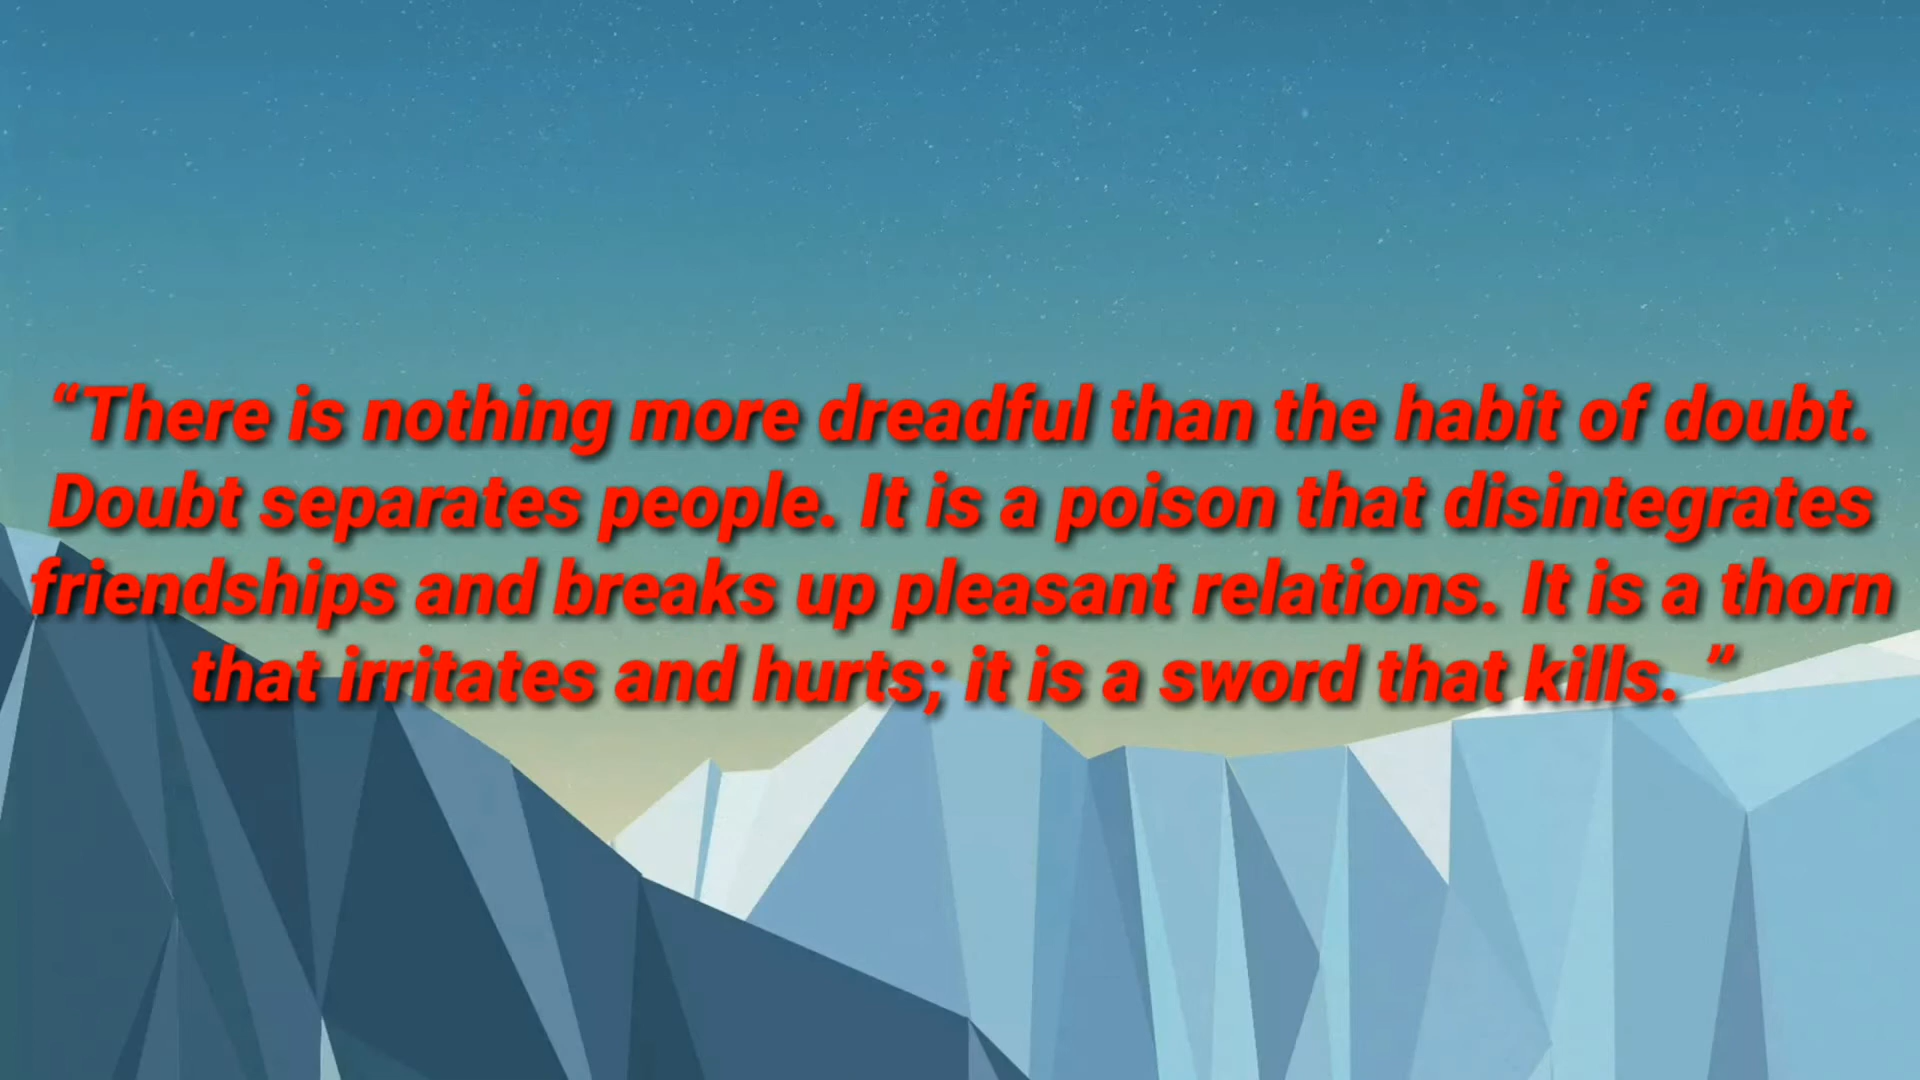 “There is nothing more dreadful than the habit of doubt.
Doubt separates people. It is a poison that disintegrates
friendships and breaks up pleasant relations. It is a thorn
that irritates and hurts; it is a sword that kills. ”